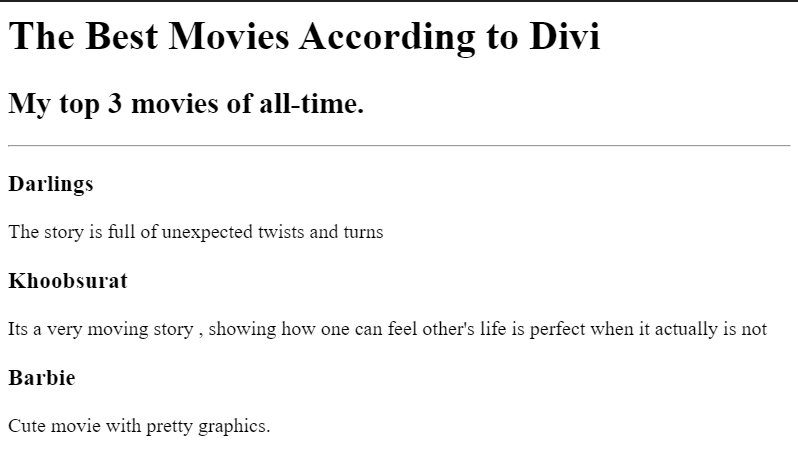 The Best Movies According to Divi
My top 3 movies of all-time.
Darlings
The story is full of unexpected twists and turns
Khoobsurat
Its a very moving story , showing how one can feel other's life is perfect when it actually is not
Barbie
Cute movie with pretty graphics.